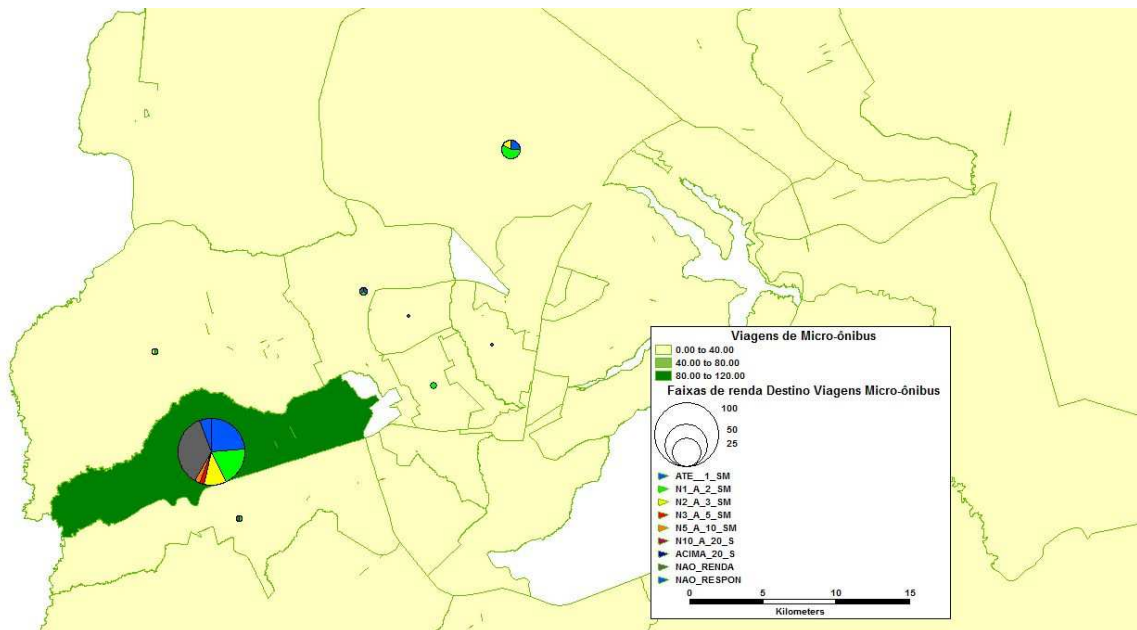 Viagens de Micro-ônibus
0.00 to 40.00
40.00 to 80.00
80.00 to 120.00
Faixas de renda Destino Viagens Micro-ônibus
100
50
25
ATE__1_SM
N1_A_2_SM
N2_A_3_SM
N3_A_5_SM
N5_A_10_SM
N10_A_20_S
ACIMA_20_S
NAO_RENDA
NAO_RESPON
0 5 10 15
Kilometers